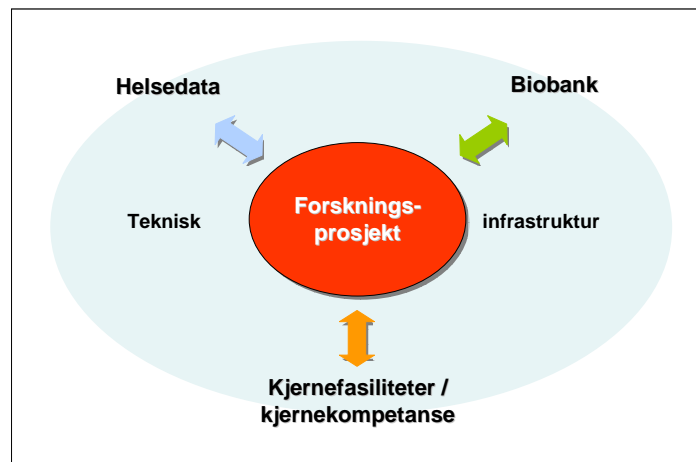 Helsedata
Biobank
Teknisk
Forsknings-
prosjekt
infrastruktur
Kjernefasiliteter /
kjernekompetanse